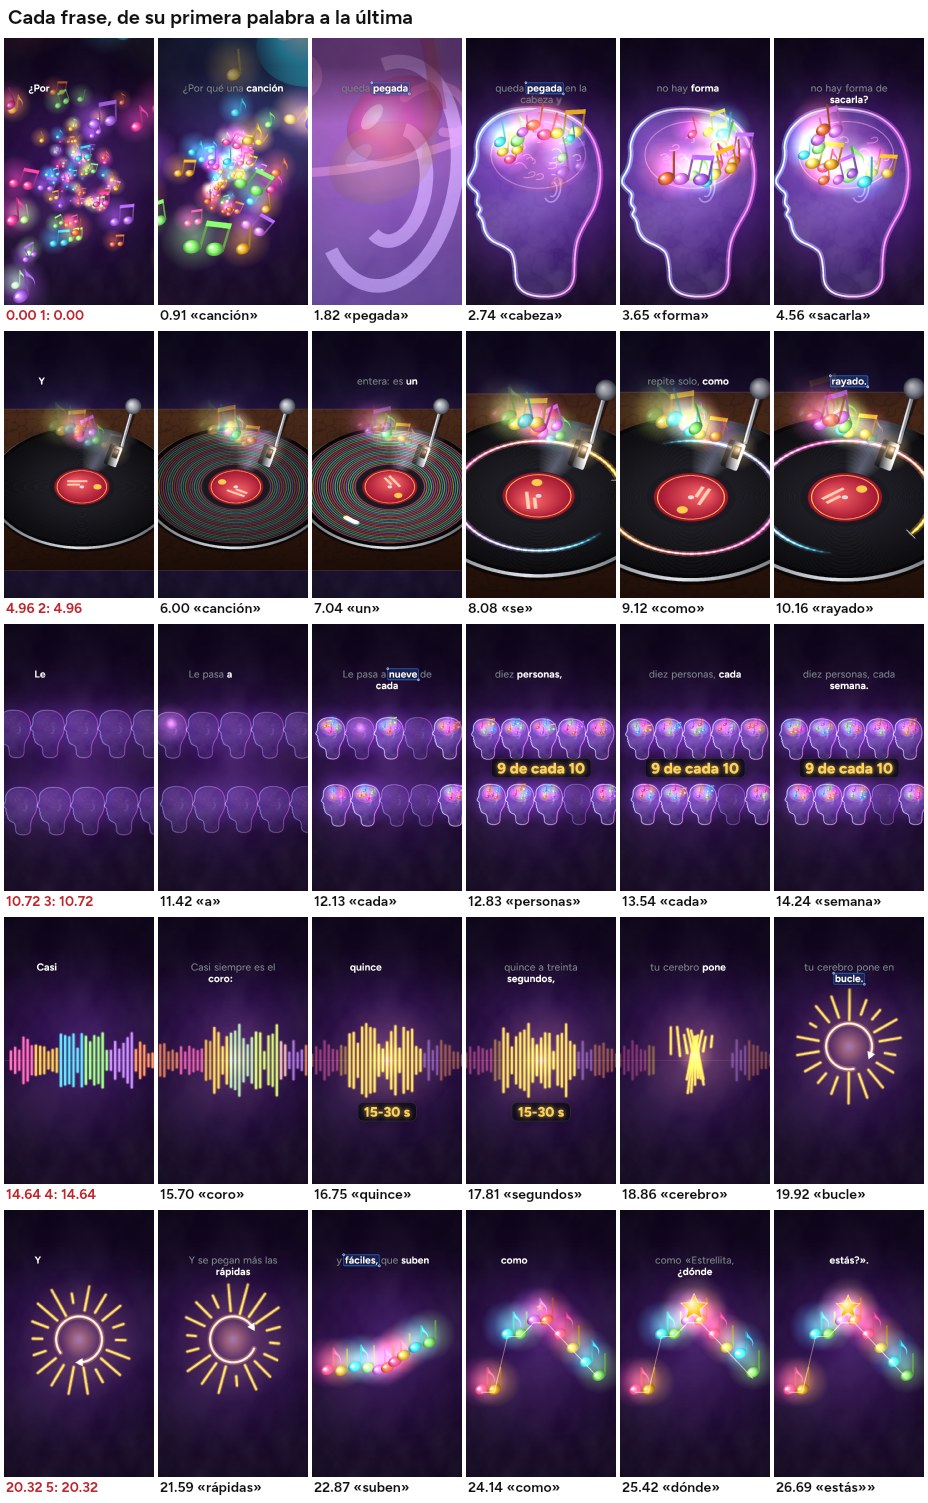 Cada frase, de su primera palabra a la última
¿Por
¿Por qué una canción
queda pegada
queda pegada en la
cabeza y
no hay forma
no hay forma de
sacarla?
0.00 1: 0.00
0.91 «canción»
1.82 «pegada»
2.74 «cabeza»
3.65 «forma»
4.56 «sacarla»
Y
entera: es un
repite solo, como
rayado.
4.96 2: 4.96
6.00 «canción»
7.04 «un»
8.08 «se»
9.12 «como»
10.16 «rayado»
Le
Le pasa a
Le pasa a nueve de
cada
diez personas,
diez personas, cada
diez personas, cada
semana.
9 de cada 10
9 de cada 10
9 de cada 10
10.72 3: 10.72
11.42 «a»
12.13 «cada»
12.83 «personas»
13.54 «cada»
14.24 «semana»
Casi
Casi siempre es el
coro:
quince
quince a treinta
segundos,
tu cerebro pone
tu cerebro pone en
bucle.
15-30 s
15-30 s
14.64 4: 14.64
15.70 «coro»
16.75 «quince»
17.81 «segundos»
18.86 «cerebro»
19.92 «bucle»
Y
Y se pegan más las
rápidas
y fáciles, que suben
como
como «Estrellita,
¿dónde
estás?».
20.32 5: 20.32
21.59 «rápidas»
22.87 «suben»
24.14 «como»
25.42 «dónde»
26.69 «estás»»